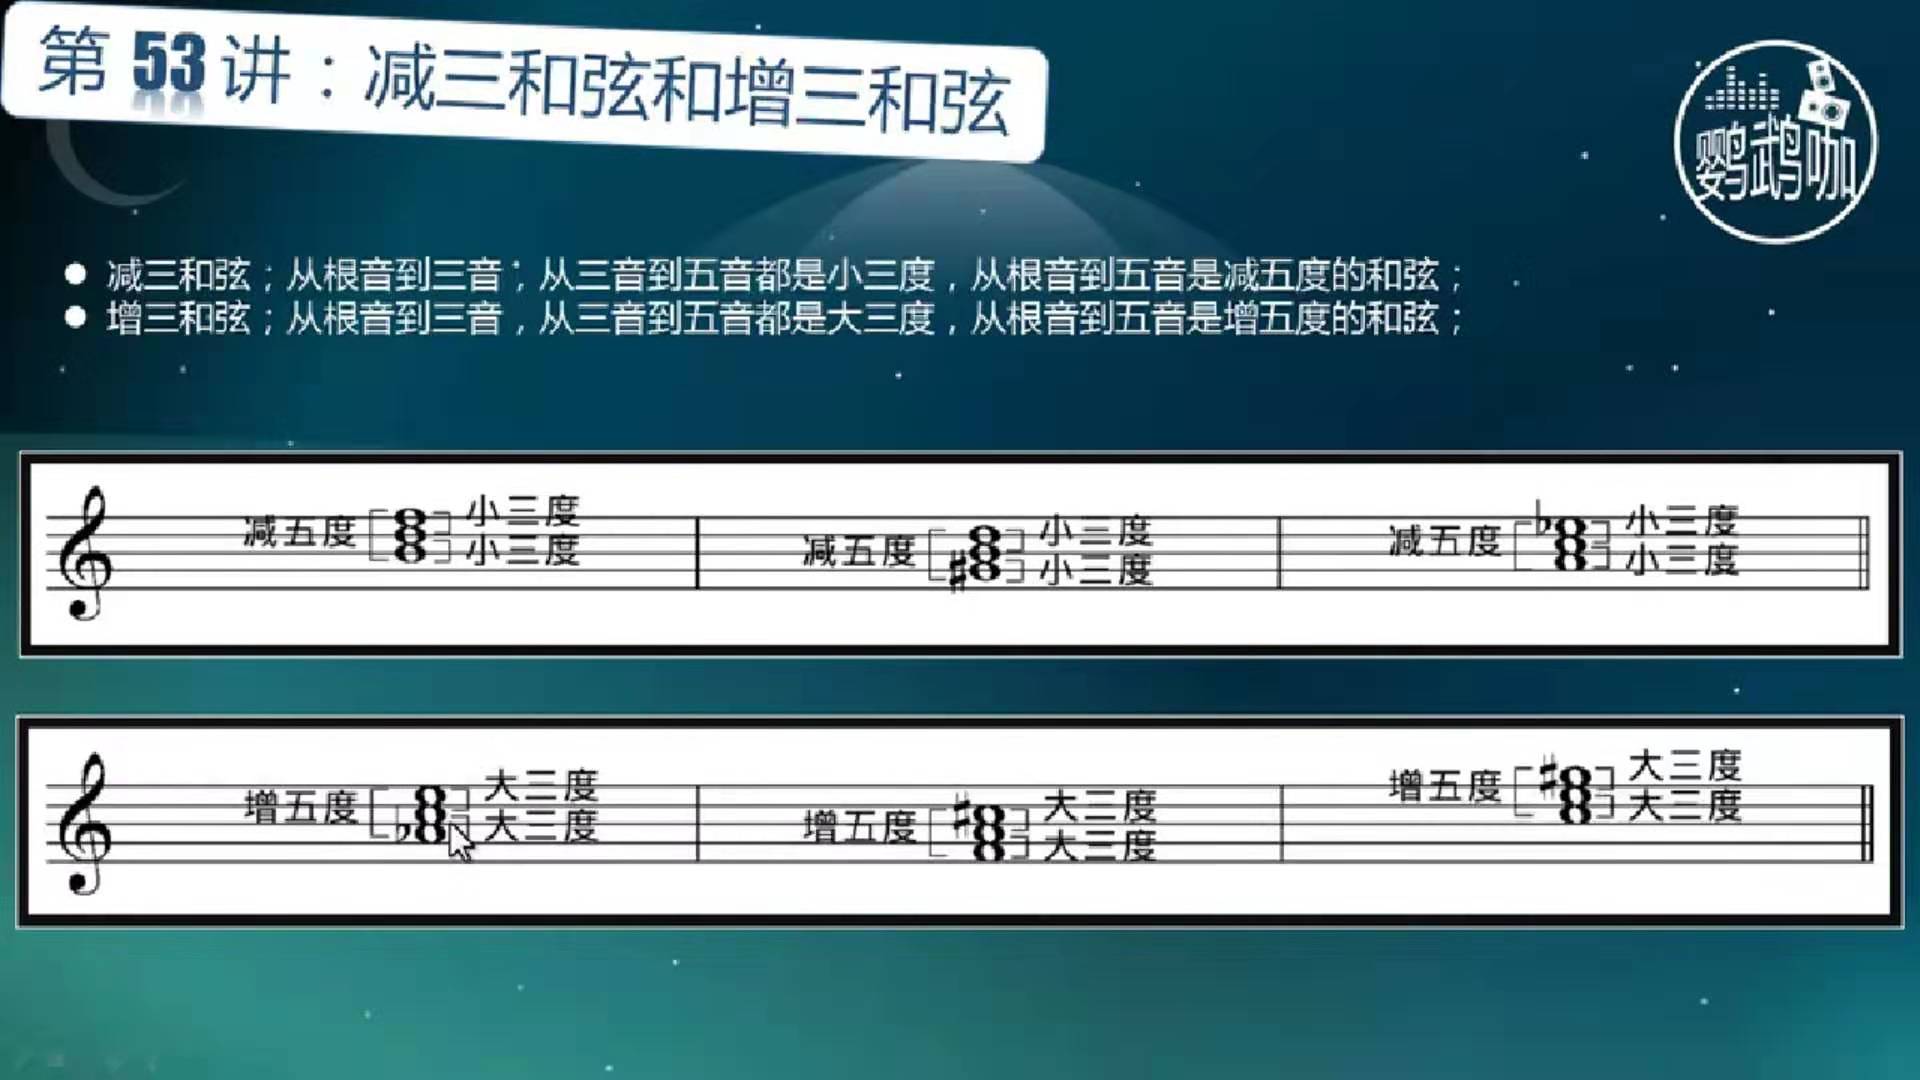 第 53 讲：减三和弦和增三和弦
鹦鹉咖
减三和弦；从根音到三音；从三音到五音都是小三度，从根音到五音是减五度的和弦；
增三和弦；从根音到三音，从三音到五音都是大三度，从根音到五音是增五度的和弦；
减五度 小三度
小三度
减五度 小三度
小三度
减五度 小三度
小三度
增五度 大三度
大三度
增五度 大三度
大三度
增五度 大三度
大三度